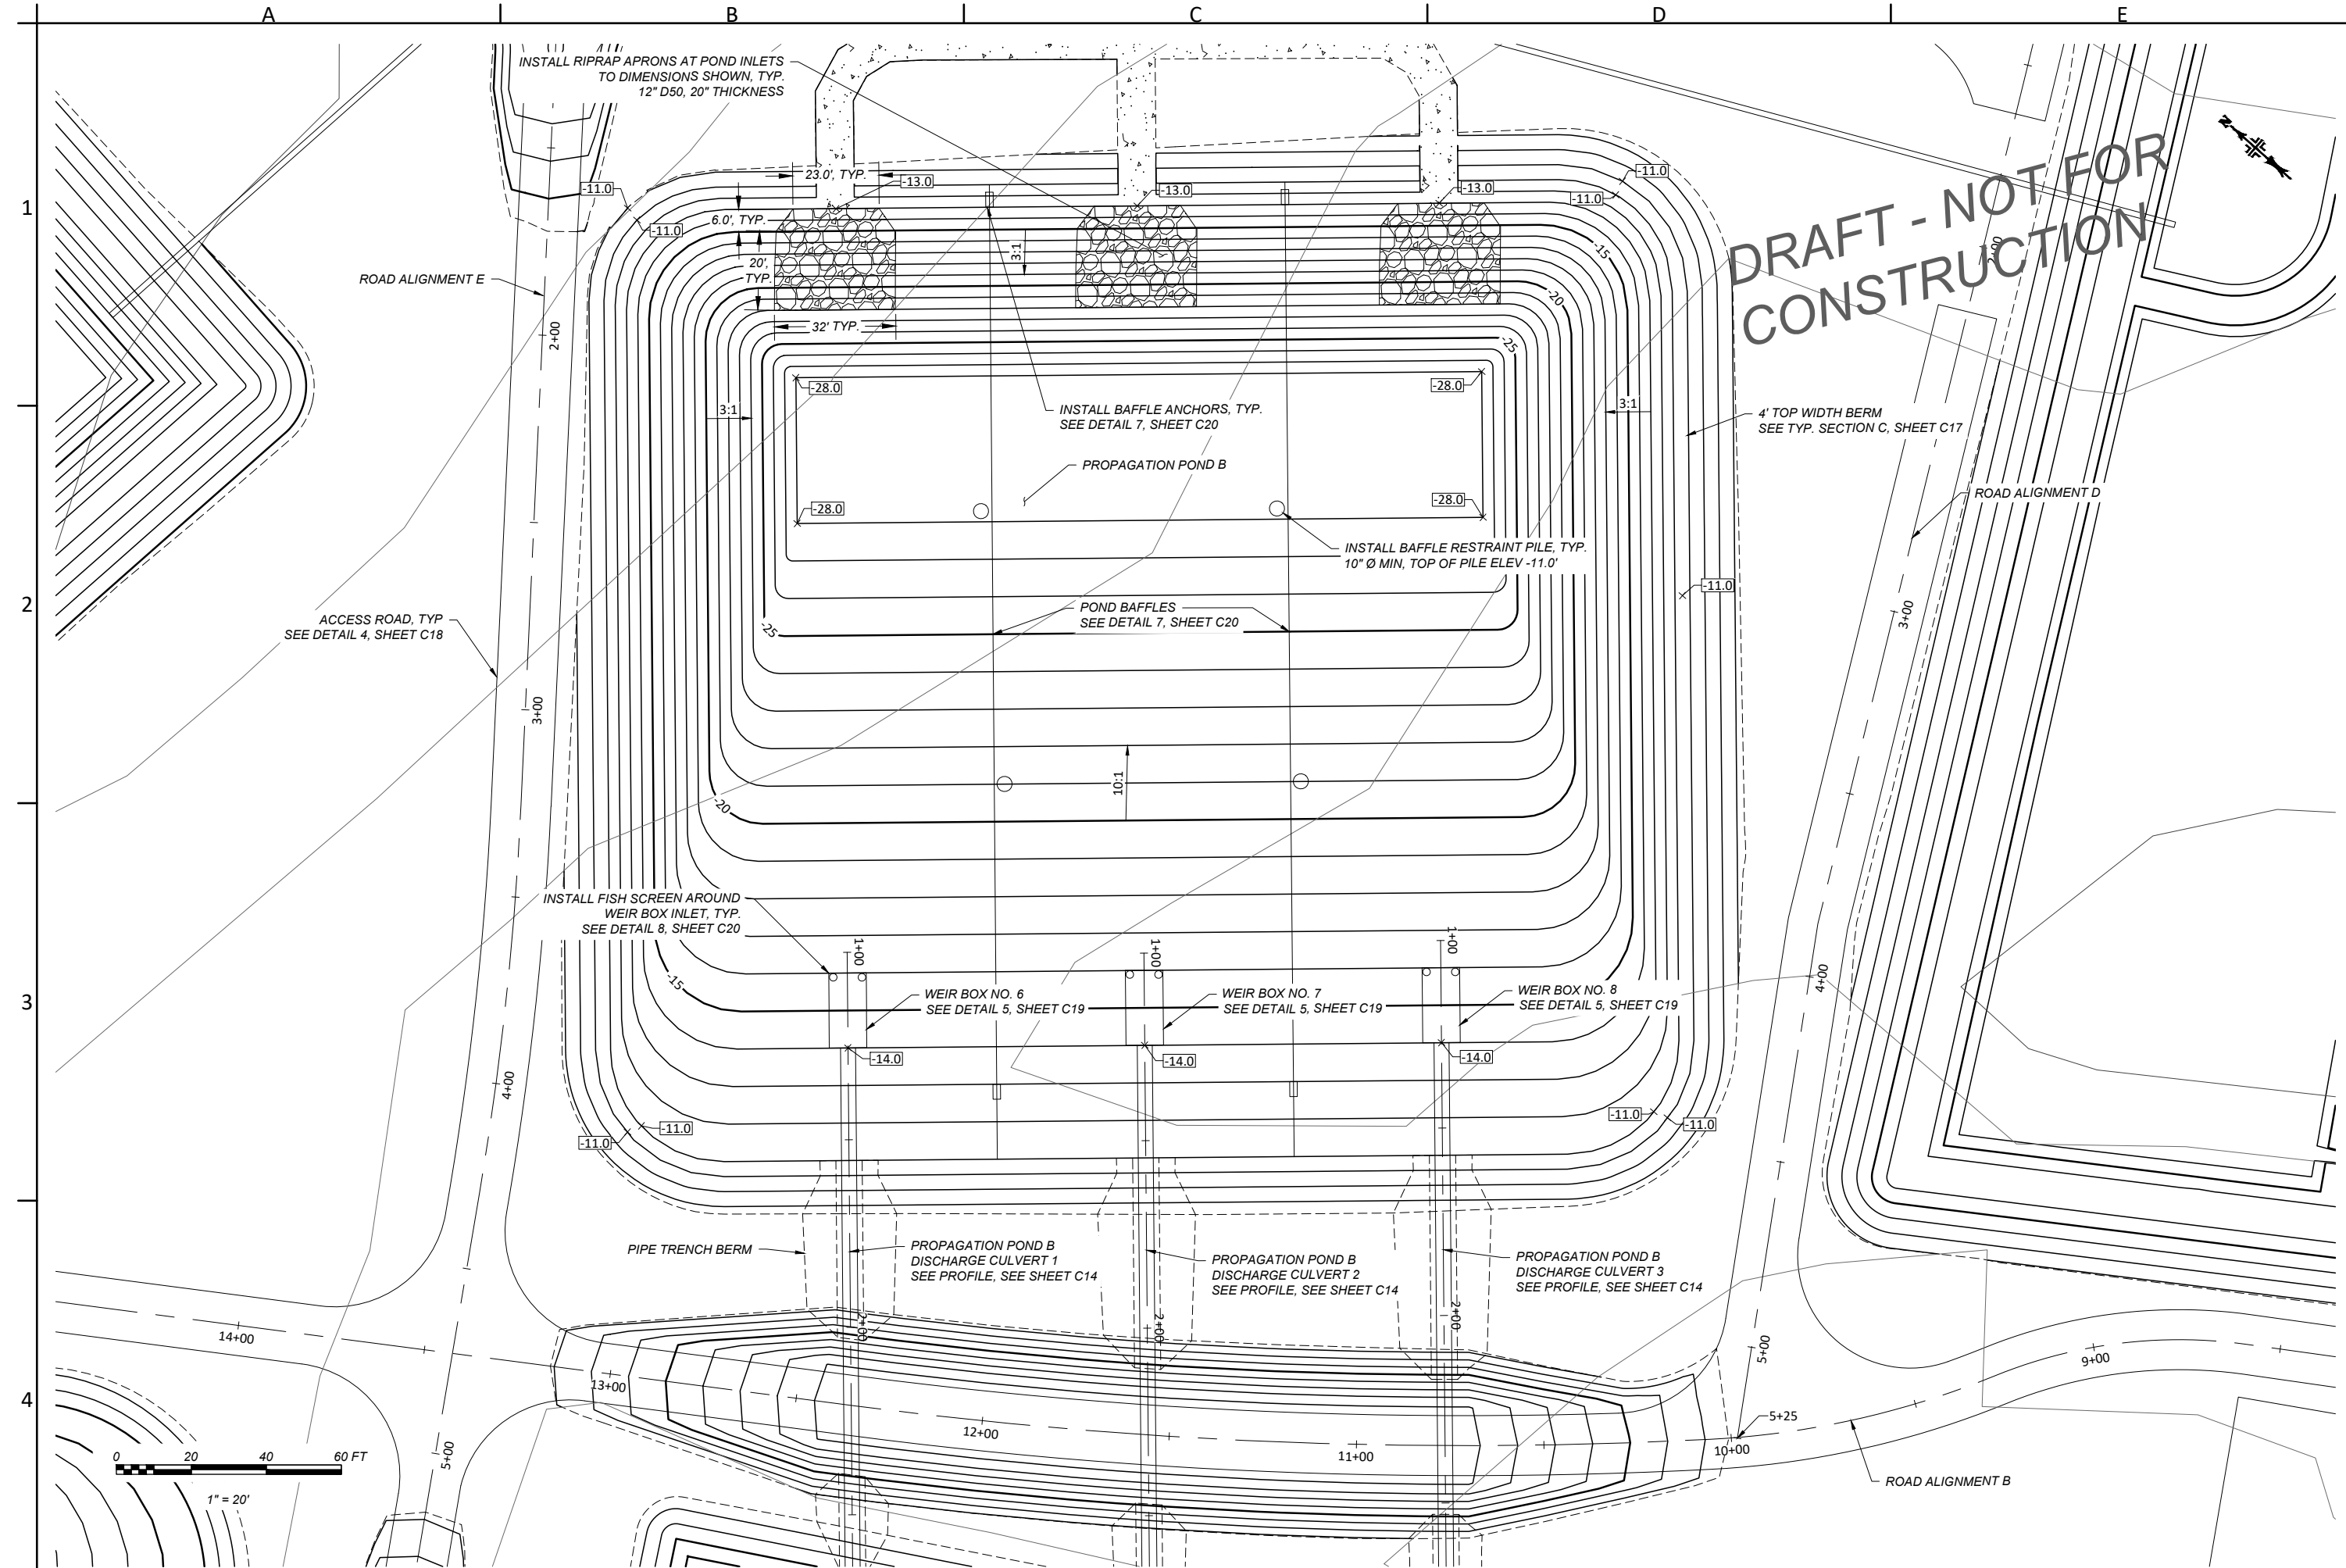 A
B
C
D
E
INSTALL RIPRAP APRONS AT POND INLETS
TO DIMENSIONS SHOWN, TYP.
12" D50, 20" THICKNESS
N
DRAFT - NOT FOR
CONSTRUCTION
1
23.0', TYP.
-13.0
-13.0
-13.0
-11.0
-11.0
-11.0
-11.0
6.0', TYP.
20',
TYP.
32' TYP.
3:1
-15
-20
-25
2+00
ROAD ALIGNMENT E
2+00
-28.0
-28.0
3:1
3:1
INSTALL BAFFLE ANCHORS, TYP.
SEE DETAIL 7, SHEET C20
4' TOP WIDTH BERM
SEE TYP. SECTION C, SHEET C17
PROPAGATION POND B
ROAD ALIGNMENT D
-28.0
-28.0
INSTALL BAFFLE RESTRAINT PILE, TYP.
10" Ø MIN, TOP OF PILE ELEV -11.0'
2
-11.0
3+00
ACCESS ROAD, TYP
SEE DETAIL 4, SHEET C18
POND BAFFLES
SEE DETAIL 7, SHEET C20
-25
3+00
10:1
-20
INSTALL FISH SCREEN AROUND
WEIR BOX INLET, TYP.
SEE DETAIL 8, SHEET C20
1+00
1+00
1+00
4+00
3
-15
WEIR BOX NO. 6
SEE DETAIL 5, SHEET C19
WEIR BOX NO. 7
SEE DETAIL 5, SHEET C19
WEIR BOX NO. 8
SEE DETAIL 5, SHEET C19
-14.0
-14.0
-14.0
4+00
-11.0
-11.0
-11.0
-11.0
PIPE TRENCH BERM
PROPAGATION POND B
DISCHARGE CULVERT 1
SEE PROFILE, SEE SHEET C14
PROPAGATION POND B
DISCHARGE CULVERT 2
SEE PROFILE, SEE SHEET C14
PROPAGATION POND B
DISCHARGE CULVERT 3
SEE PROFILE, SEE SHEET C14
14+00
2+00
2+00
2+00
5+00
9+00
4
13+00
12+00
11+00
10+00
5+25
5+00
ROAD ALIGNMENT B
0 20 40 60 FT
1" = 20'